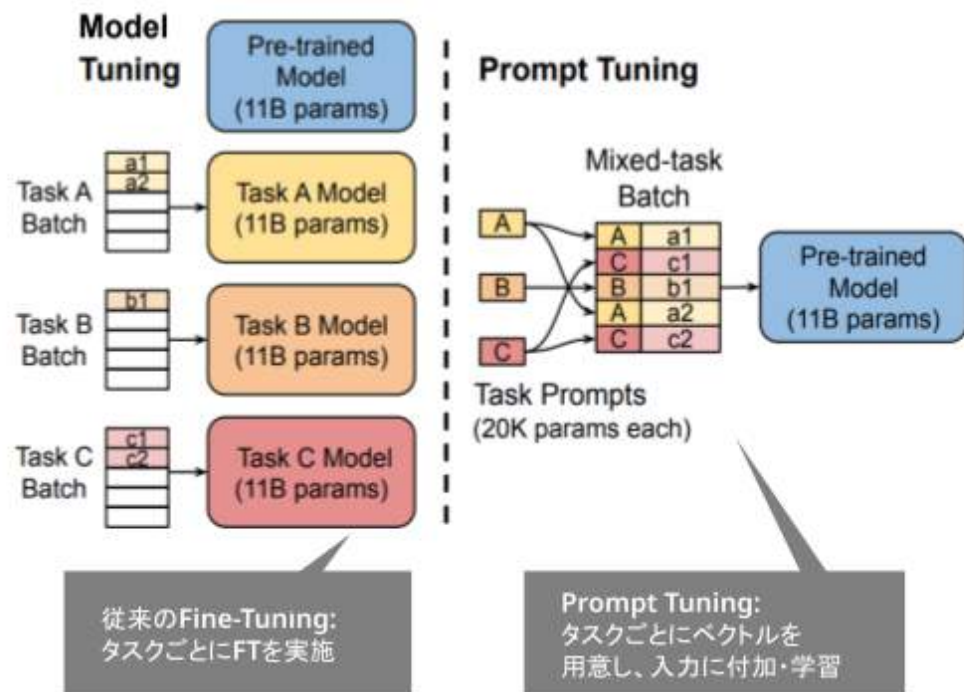 Model
Tuning
Pre-trained
Model
(11B params)
Task A
Batch
a1
a2
Task A Model
(11B params)
Task B
Batch
b1
Task B Model
(11B params)
Task C
Batch
c1
c2
Task C Model
(11B params)
Prompt Tuning
Mixed-task
Batch
A
B
C
A a1
C c1
B b1
A a2
C c2
Pre-trained
Model
(11B params)
Task Prompts
(20K params each)
従来のFine-Tuning:
タスクごとにFTを実施
Prompt Tuning:
タスクごとにベクトルを
用意し、入力に付加・学習